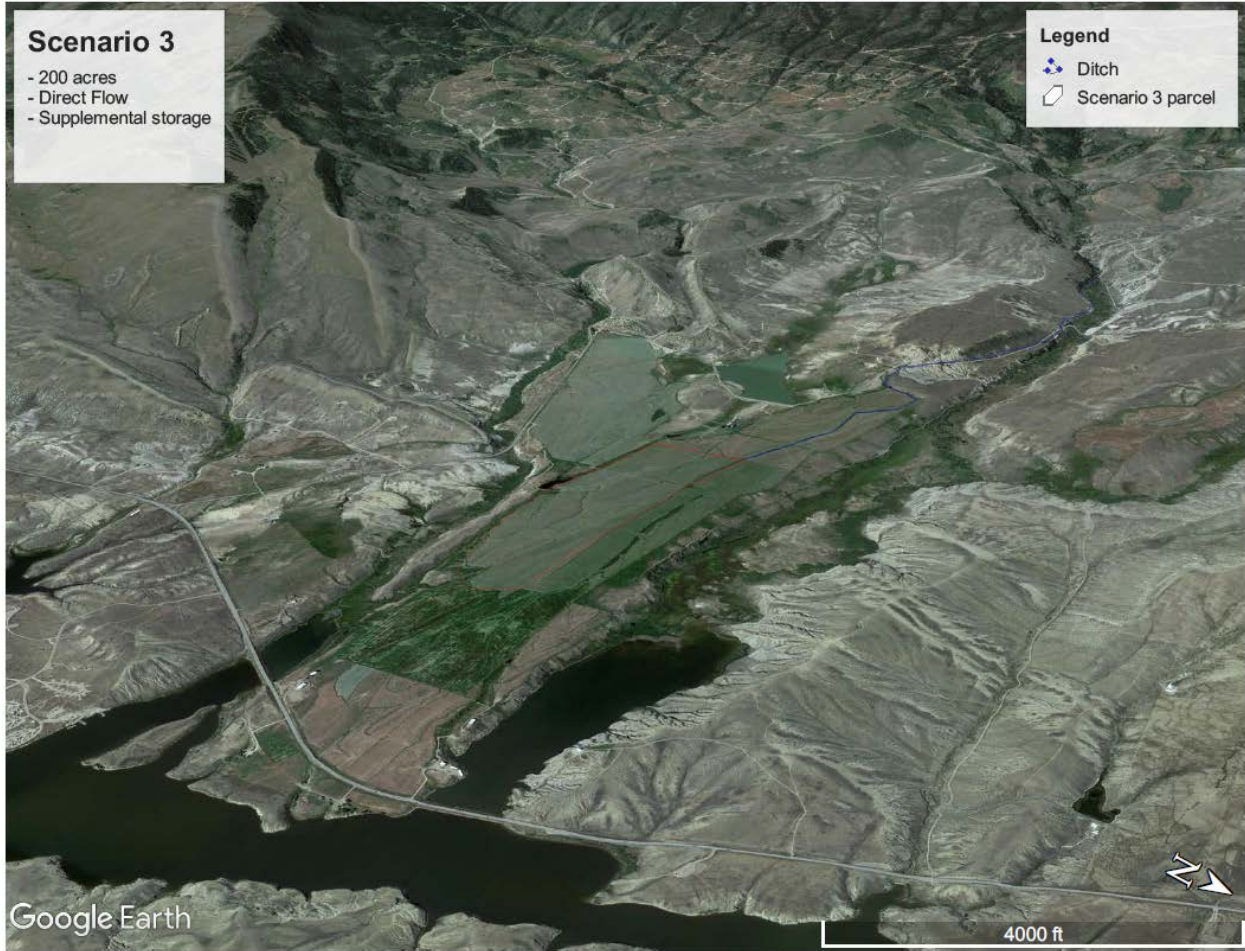 Scenario 3
- 200 acres
- Direct Flow
- Supplemental storage
Legend
Ditch
Scenario 3 parcel
N
Google Earth
4000 ft